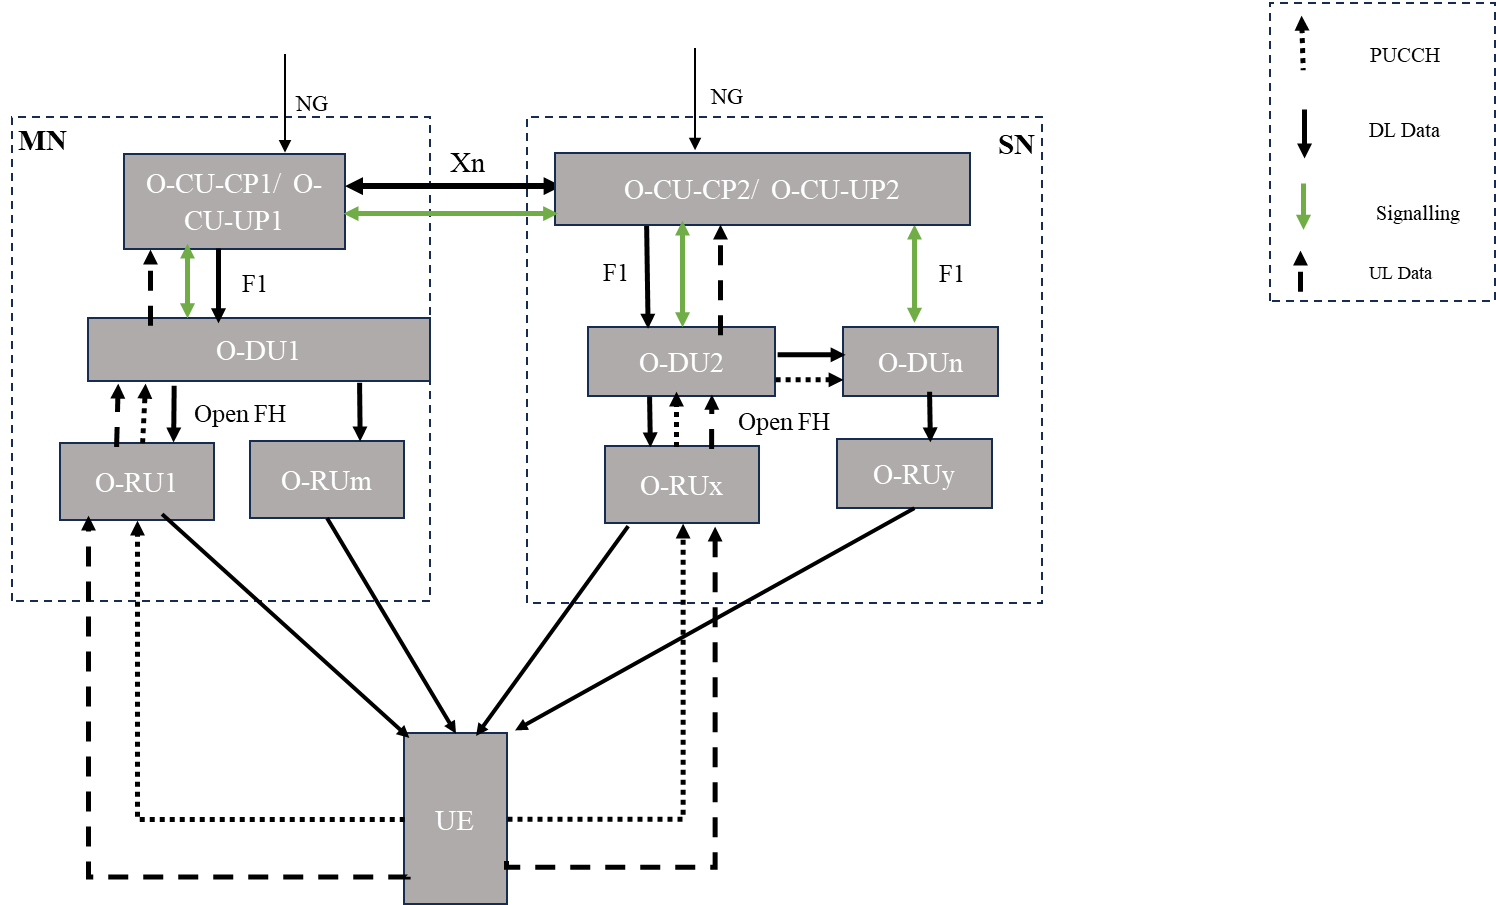 NG
NG
MN
SN
O-CU-CP1/ O-
CU-UP1
Xn
O-CU-CP2/ O-CU-UP2
F1
F1
F1
O-DU1
O-DU2
O-DUn
Open FH
Open FH
O-RU1
O-RUm
O-RUx
O-RUy
UE
PUCCH
DL Data
Signalling
UL Data